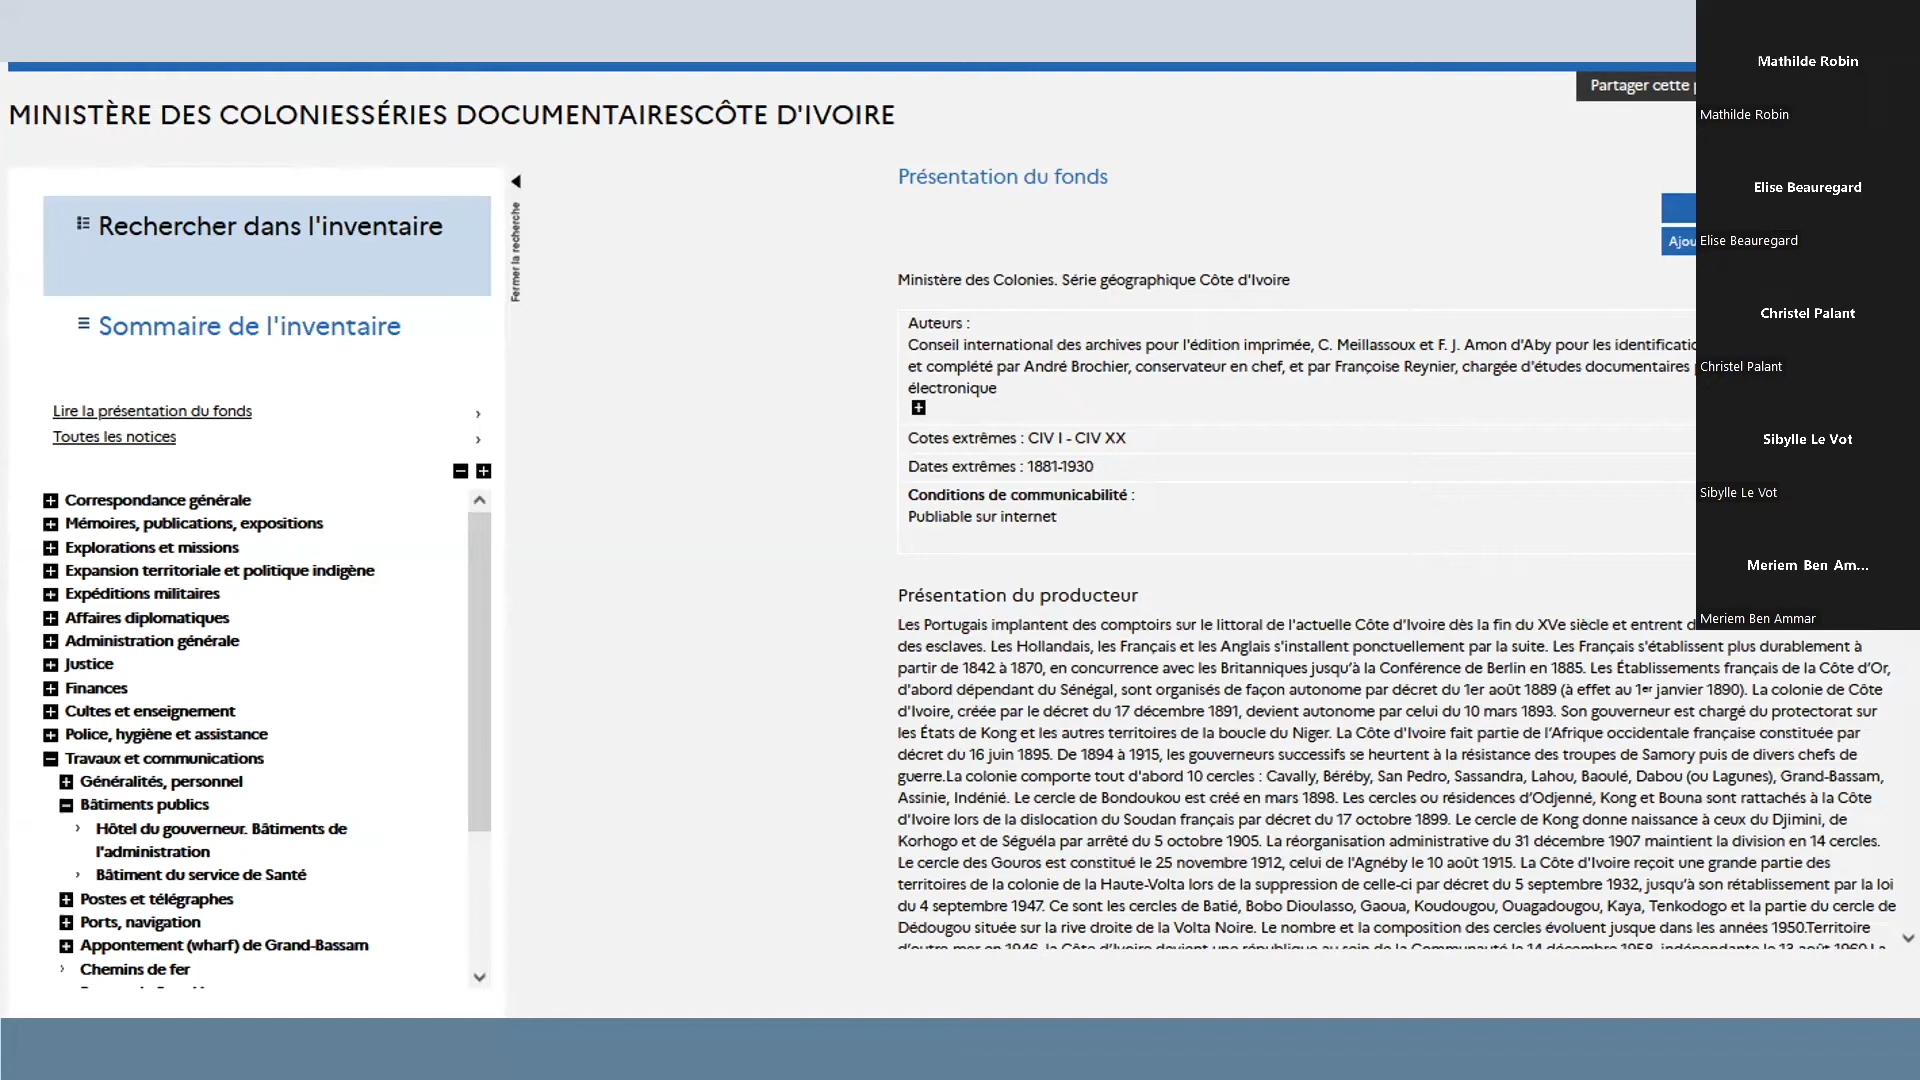 Partager cette
MINISTÈRE DES COLONIESSÉRIES DOCUMENTAIRESCÔTE D'IVOIRE
Rechercher dans l'inventaire
Sommaire de l'inventaire
Lire la présentation du fonds
Toutes les notices
Correspondance générale
Mémoires, publications, expositions
Explorations et missions
Expansion territoriale et politique indigène
Expéditions militaires
Affaires diplomatiques
Administration générale
Justice
Finances
Cultes et enseignement
Police, hygiène et assistance
Travaux et communications
Généralités, personnel
Bâtiments publics
Hôtel du gouverneur. Bâtiments de
l'administration
Bâtiment du service de Santé
Postes et télégraphes
Ports, navigation
Appontement (wharf) de Grand-Bassam
Chemins de fer
Fermer la recherche
Présentation du fonds
Ministère des Colonies. Série géographique Côte d'Ivoire
Auteurs :
Conseil international des archives pour l'édition imprimée, C. Meillassoux et F. J. Amon d'Aby pour les
et complété par André Brochier, conservateur en chef, et par Françoise Reynier, chargée d'études documentaires
électronique
Cotes extrêmes : CIV I - CIV XX
Dates extrêmes : 1881-1930
Conditions de communicabilité :
Publiable sur internet
Présentation du producteur
Les Portugais implantent des comptoirs sur le littoral de l'actuelle Côte d'Ivoire dès la fin du XVe siècle et entrent
des esclaves. Les Hollandais, les Français et les Anglais s'installent ponctuellement par la suite. Les Français s'établissent plus durablement à
partir de 1842 à 1870, en concurrence avec les Britanniques jusqu'à la Conférence de Berlin en 1885. Les Établissements français de la Côte d'Or,
d'abord dépendant du Sénégal, sont organisés de façon autonome par décret du 1er août 1889 (à effet au 1er janvier 1890). La colonie de Côte
d'Ivoire, créée par le décret du 17 décembre 1891, devient autonome par celui du 10 mars 1893. Son gouverneur est chargé du protectorat sur
les États de Kong et les autres territoires de la boucle du Niger. La Côte d'Ivoire fait partie de l'Afrique occidentale française constituée par
décret du 16 juin 1895. De 1894 à 1915, les gouverneurs successifs se heurtent à la résistance des troupes de Samory puis de divers chefs de
guerre.La colonie comporte tout d'abord 10 cercles : Cavally, Béréby, San Pedro, Sassandra, Lahou, Baoulé, Dabou (ou Lagunes), Grand-Bassam,
Assinie, Indénié. Le cercle de Bondoukou est créé en mars 1898. Les cercles ou résidences d'Odjenné, Kong et Bouna sont rattachés à la Côte
d'Ivoire lors de la dislocation du Soudan français par décret du 17 octobre 1899. Le cercle de Kong donne naissance à ceux du Djimini, de
Korhogo et de Séguéla par arrêté du 5 octobre 1905. La réorganisation administrative du 31 décembre 1907 maintient la division en 14 cercles.
Le cercle des Gouros est constitué le 25 novembre 1912, celui de l'Agnéby le 10 août 1915. La Côte d'Ivoire reçoit une grande partie des
territoires de la colonie de la Haute-Volta lors de la suppression de celle-ci par décret du 5 septembre 1932, jusqu'à son rétablissement par la loi
du 4 septembre 1947. Ce sont les cercles de Batié, Bobo Dioulasso, Gaoua, Koudougou, Ouagadougou, Kaya, Tenkodogo et la partie du cercle de
Dédougou située sur la rive droite de la Volta Noire. Le nombre et la composition des cercles évoluent jusque dans les années 1950.Territoire
d'outre-mer en 1946, la Côte d'Ivoire devient une république au sein de la Communauté le 14 décembre 1958, indépendante le 13 août 1960.La
Mathilde Robin
Mathilde Robin
Elise Beauregard
Elise Beauregard
Christel Palant
Christel Palant
Sibylle Le Vot
Sibylle Le Vot
Meriem Ben Am...
Meriem Ben Ammar